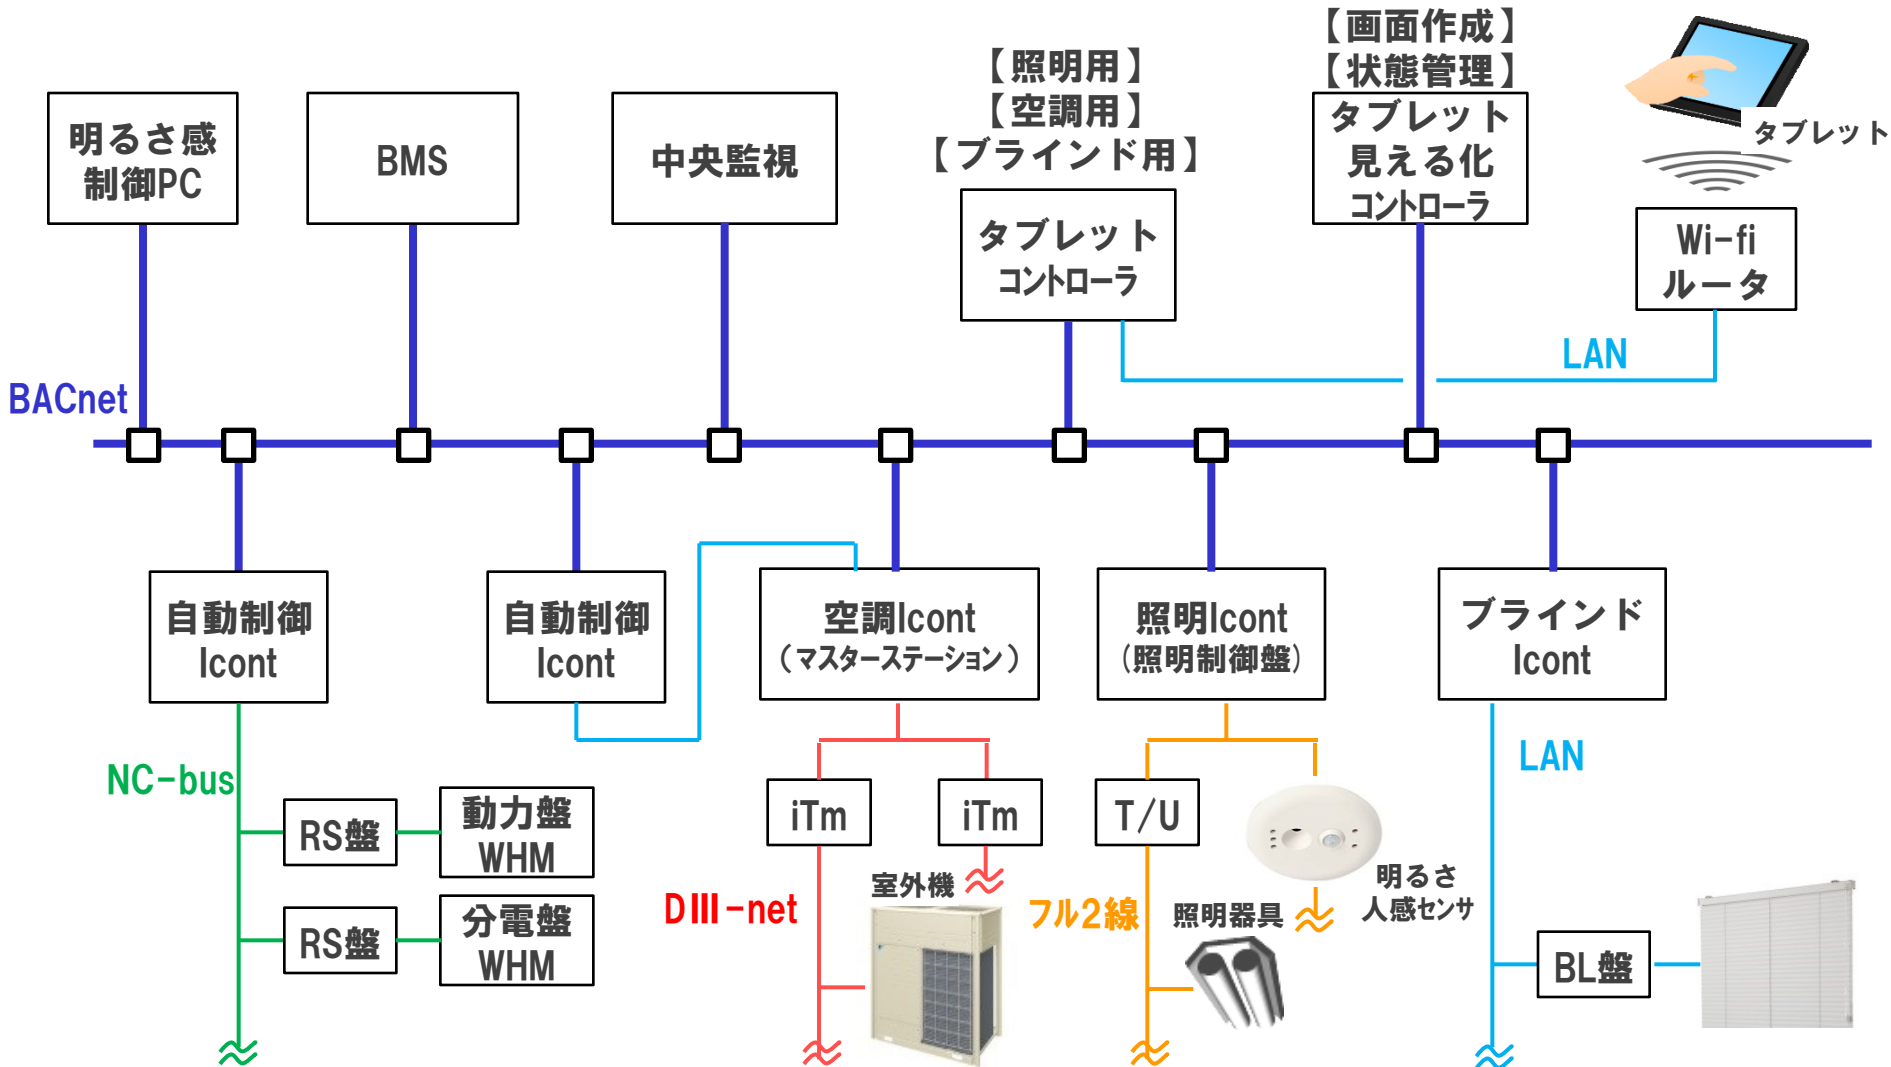 【画面作成】
【照明用】
【状態管理】
【空調用】
【ブラインド用】
明るさ感
制御PC
BMS
中央監視
タブレット
コントローラ
タブレット
見える化
コントローラ
タブレット
Wi-fi
ルータ
LAN
BACnet
自動制御
Icont
自動制御
Icont
空調Icont
(マスターステーション)
照明Icont
(照明制御盤)
ブラインド
Icont
NC-bus
LAN
RS盤
動力盤
WHM
iTm
iTm
T/U
RS盤
分電盤
WHM
DⅢ-net
室外機
フル2線
照明器具
明るさ
人感センサ
BL盤